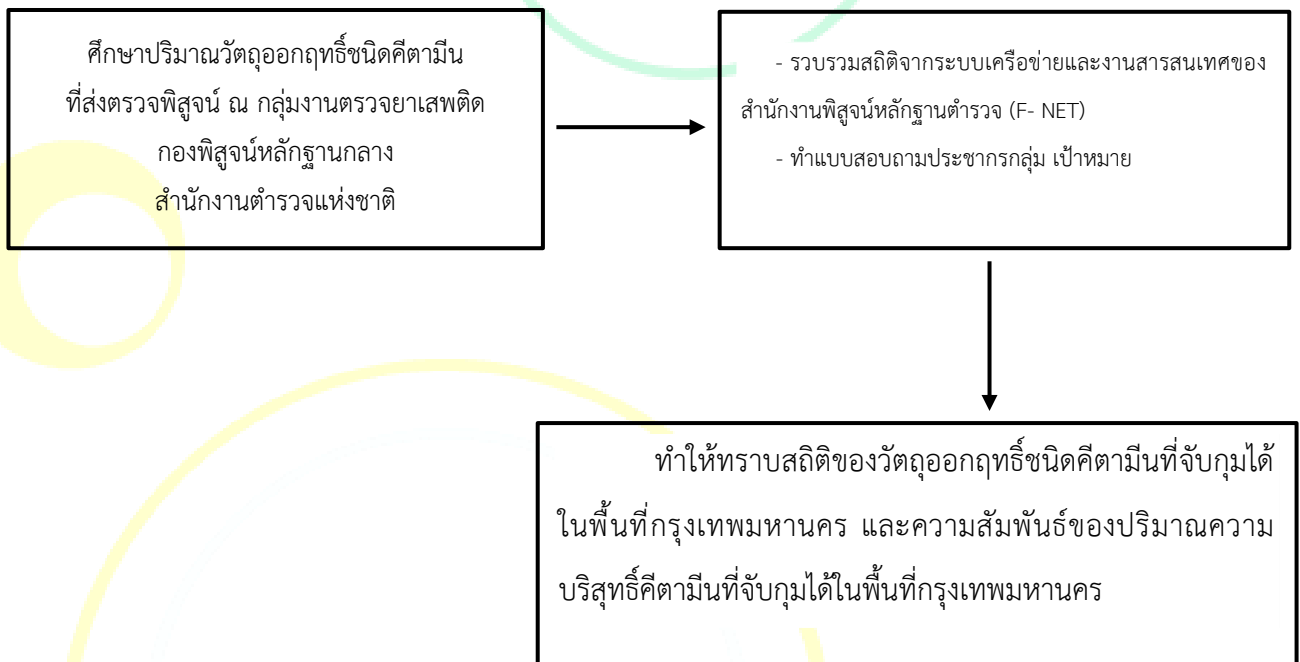 ศึกษาปริมาณวัตถุออกฤทธิ์ชนิดคีตามีน
ที่ส่งตรวจพิสูจน์ ณ กลุ่มงานตรวจยาเสพติด
กองพิสูจน์หลักฐานกลาง
สำนักงานตำรวจแห่งชาติ
- รวบรวมสถิติจากระบบเครือข่ายและงานสารสนเทศของ
สำนักงานพิสูจน์หลักฐานตำรวจ (F- NET)
- ทำแบบสอบถามประชากรกลุ่ม เป้าหมาย
ทำให้ทราบสถิติของวัตถุออกฤทธิ์ชนิดคีตามีนที่จับกุมได้
ในพื้นที่กรุงเทพมหานคร และความสัมพันธ์ของปริมาณความ
บริสุทธิ์คีตามีนที่จับกุมได้ในพื้นที่กรุงเทพมหานคร